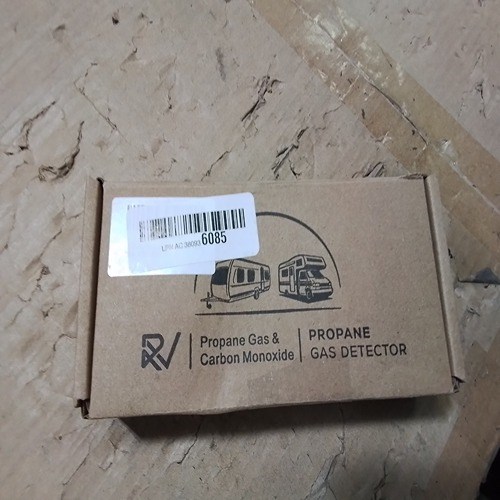 6085
RV
Propane Gas &
Carbon Monoxide
PROPANE
GAS DETECTOR